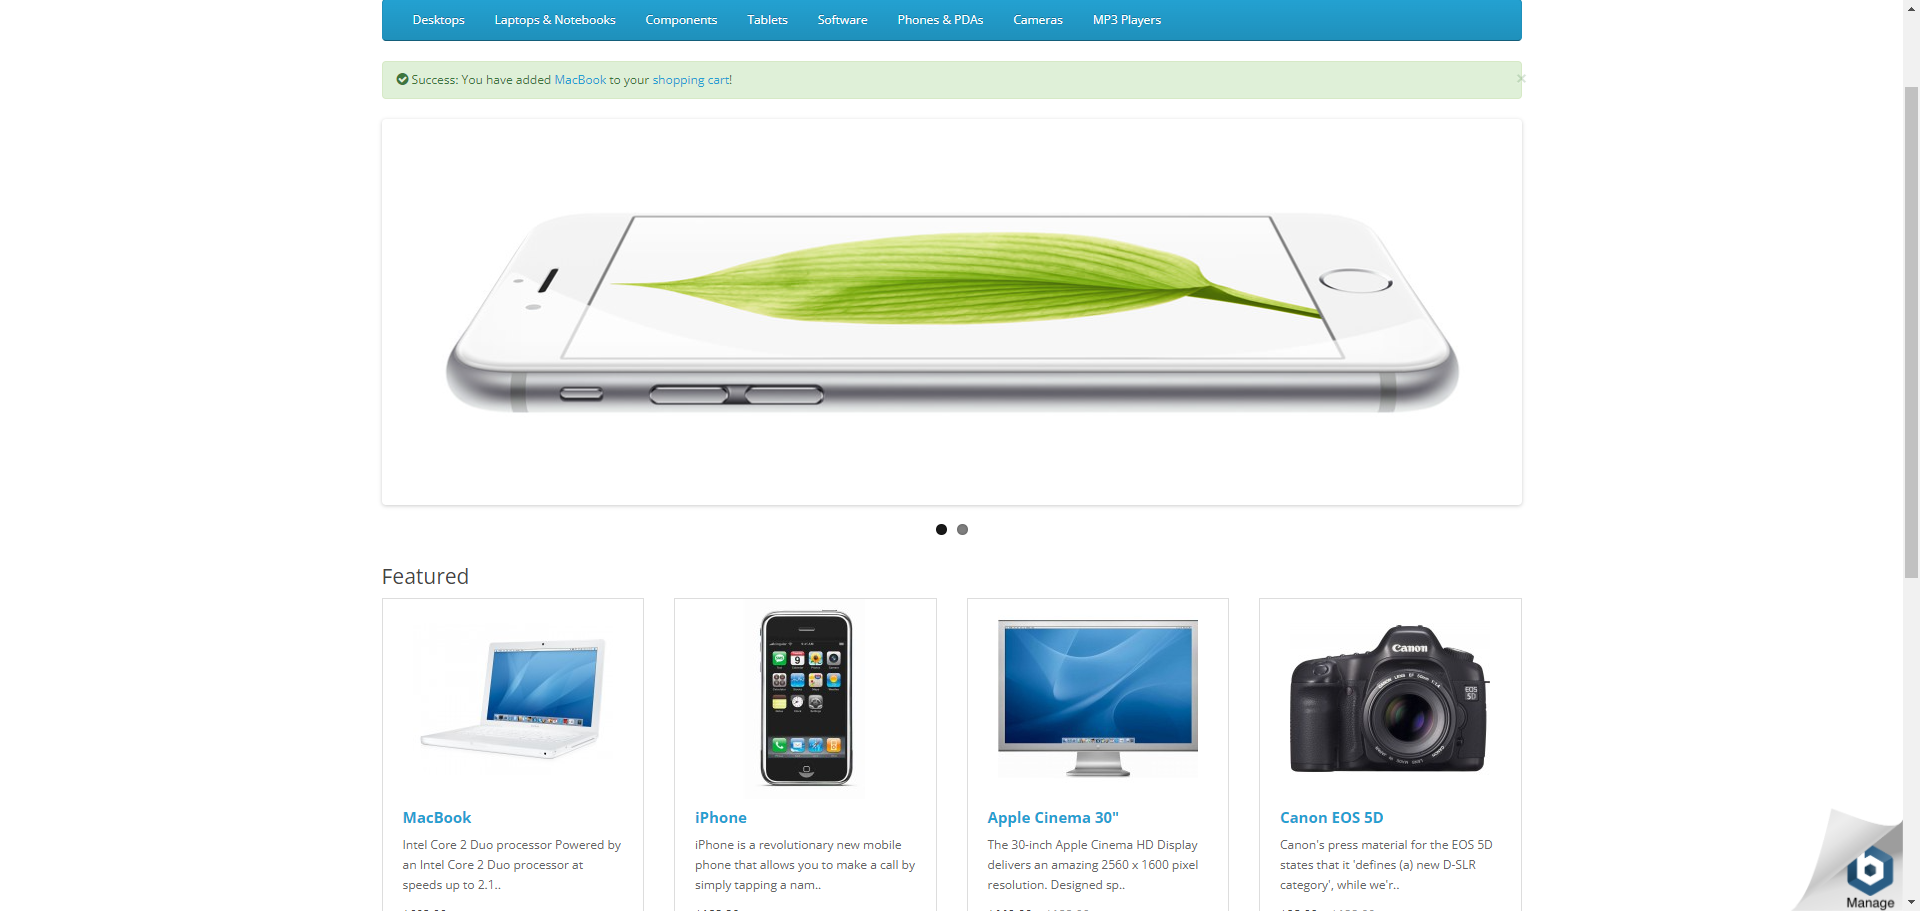 Desktops Laptops & Notebooks Components Tablets Software Phones & PDAs Cameras MP3 Players
Success: You have added MacBook to your shopping cart!
×
Featured
Canon
MacBook
Intel Core 2 Duo processor Powered by
an Intel Core 2 Duo processor at
speeds up to 2.1..
iPhone
iPhone is a revolutionary new mobile
phone that allows you to make a call by
simply tapping a nam..
Apple Cinema 30"
The 30-inch Apple Cinema HD Display
delivers an amazing 2560 x 1600 pixel
resolution. Designed sp..
Canon EOS 5D
Canon's press material for the EOS 5D
states that it 'defines (a) new D-SLR
category', while we'r..
Manage